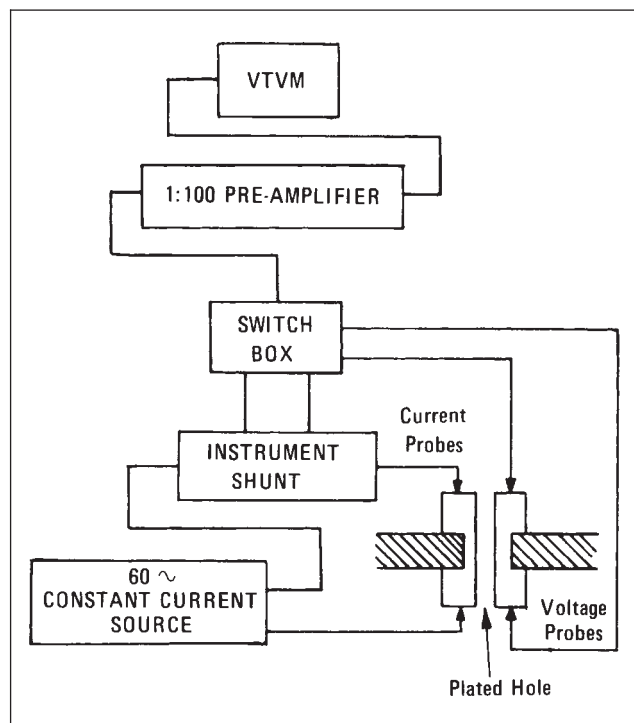 VTVM
1:100 PRE-AMPLIFIER
SWITCH
BOX
Current
Probes
INSTRUMENT
SHUNT
60 ~
CONSTANT CURRENT
SOURCE
Voltage
Probes
Plated Hole